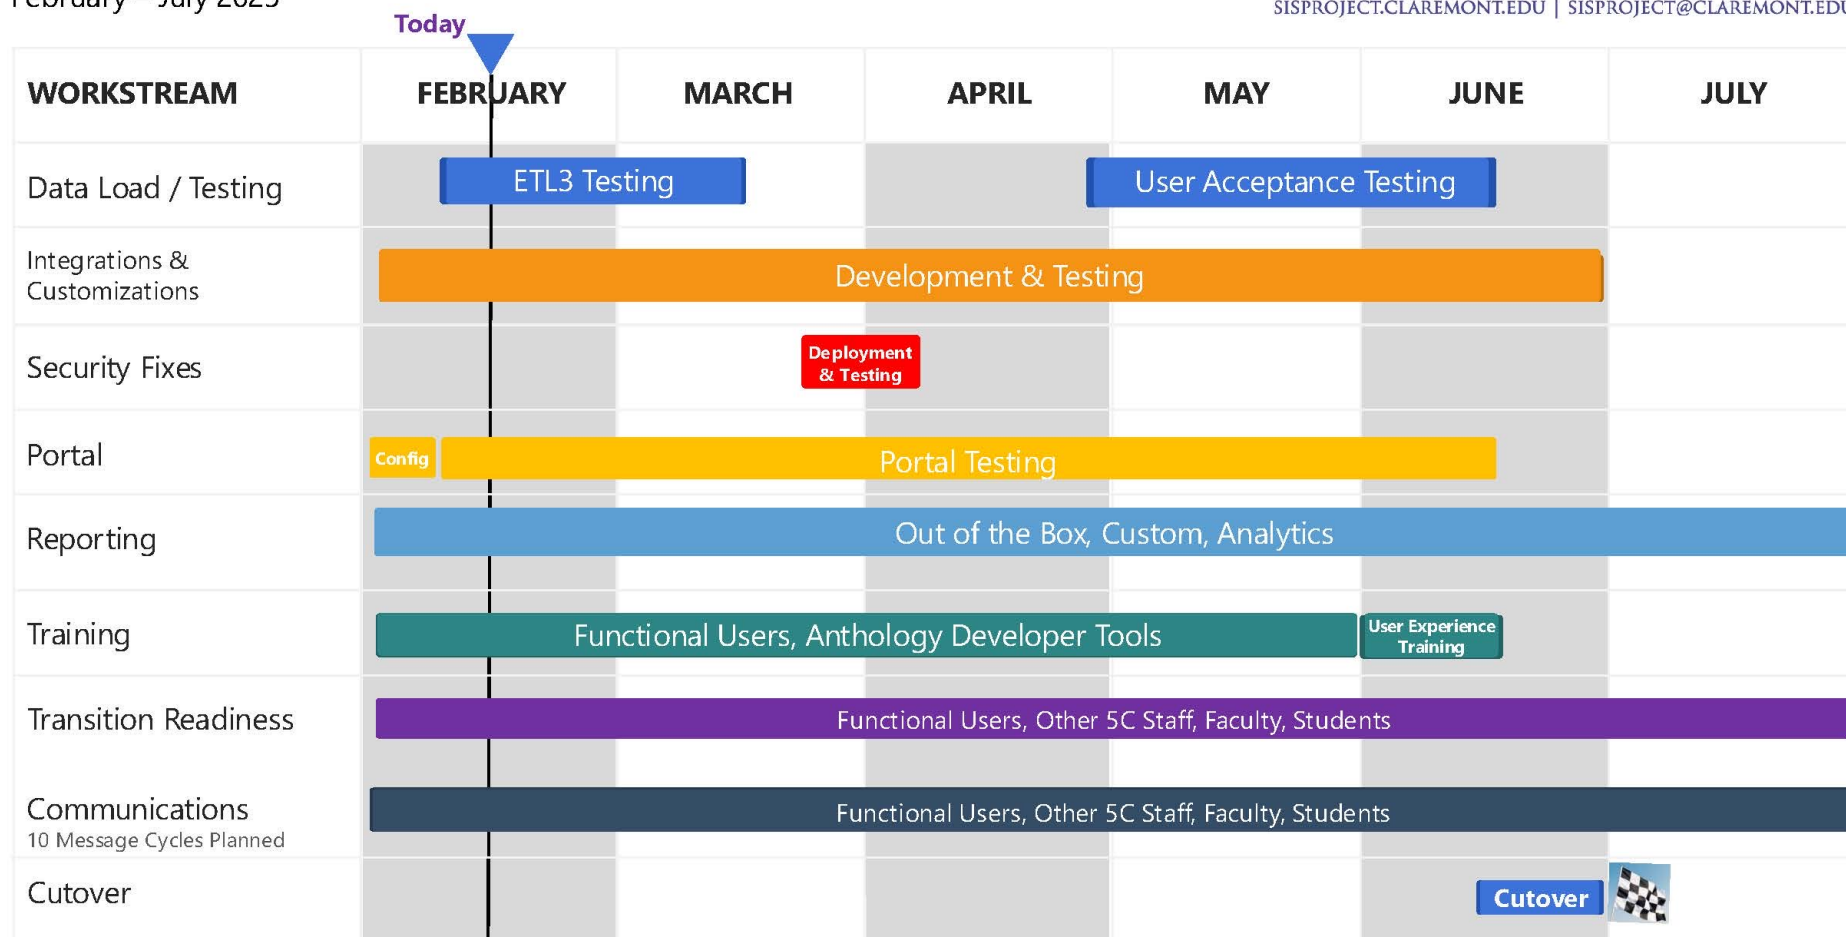 February – July 2025
SISPROJECT.CLAREMONT.EDU | SISPROJECT@CLAREMONT.EDU
Today
WORKSTREAM FEBRUARY MARCH APRIL MAY JUNE JULY
Data Load / Testing
ETL3 Testing
User Acceptance Testing
Integrations &
Customizations
Development & Testing
Security Fixes
Deployment
& Testing
Portal
Config
Portal Testing
Reporting
Out of the Box, Custom, Analytics
Training
Functional Users, Anthology Developer Tools
User Experience
Training
Transition Readiness
Functional Users, Other 5C Staff, Faculty, Students
Communications
10 Message Cycles Planned
Functional Users, Other 5C Staff, Faculty, Students
Cutover
Cutover